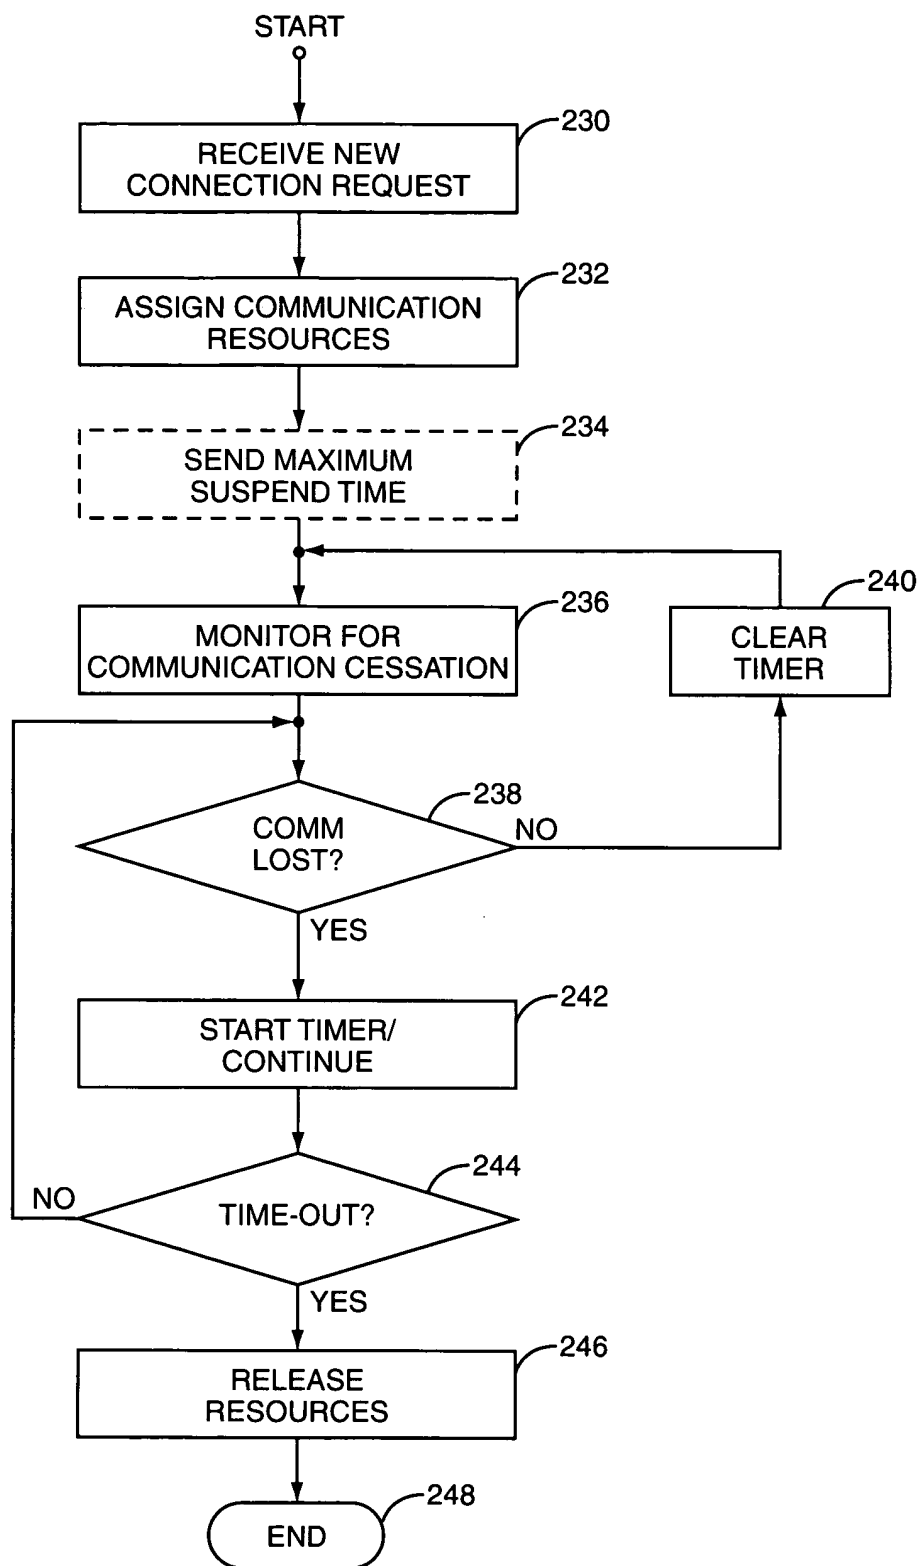 START
230
RECEIVE NEW
CONNECTION REQUEST
232
ASSIGN COMMUNICATION
RESOURCES
234
SEND MAXIMUM
SUSPEND TIME
236
MONITOR FOR
COMMUNICATION CESSATION
240
CLEAR
TIMER
238
COMM
LOST?
NO
YES
242
START TIMER/
CONTINUE
244
TIME-OUT?
NO
YES
246
RELEASE
RESOURCES
248
END